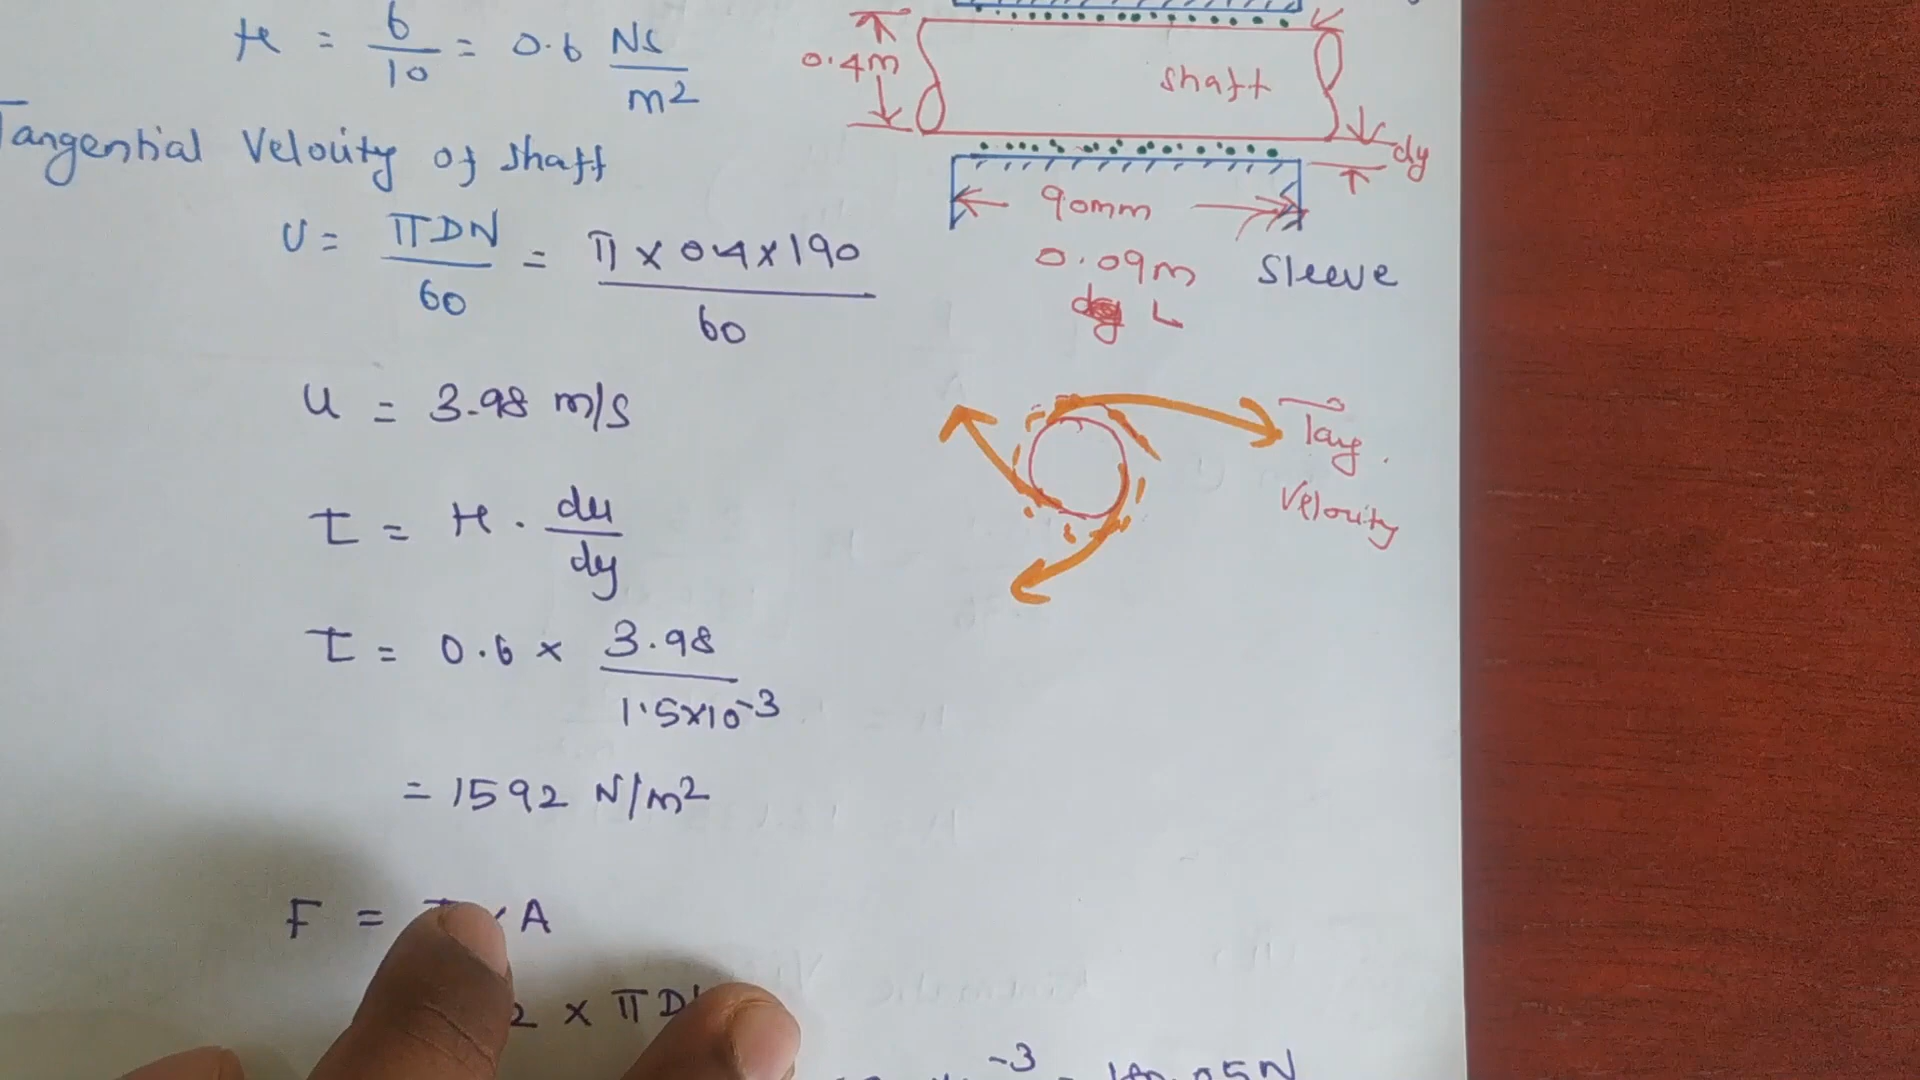 μ = 6/10 = 0.6 Ns/m2
Tangential Velocity of shaft
U = πDN/60 = π × 0.4 × 190/60
u = 3.98 m/s
τ = μ . du/dy
τ = 0.6 × 3.98/1.5×10-3
= 1592 N/m2
F = × A
2 × πD
-3
0.4m
shaft
dy
90mm
0.09m
Sleeve
L
Tang.
Velocity